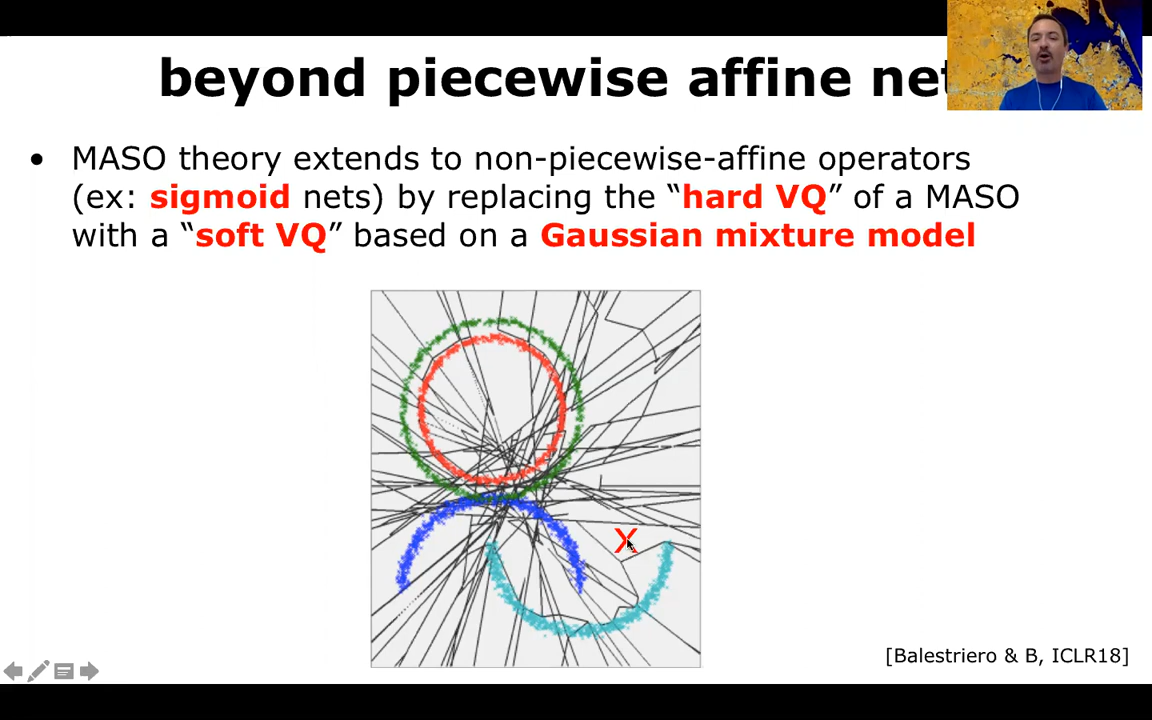 beyond piecewise affine net
• MASO theory extends to non-piecewise-affine operators
(ex: sigmoid nets) by replacing the “hard VQ” of a MASO
with a “soft VQ” based on a Gaussian mixture model
X
[Balestriero & B, ICLR18]